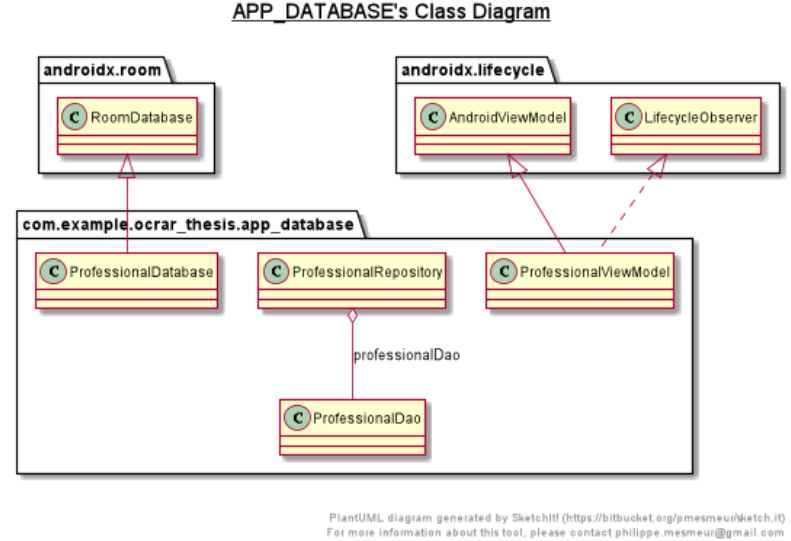 APP_DATABASE's Class Diagram
androidx.room
androidx.lifecycle
C RoomDatabase
C AndroidViewModel
C LifecycleObserver
com.example.ocrar_thesis.app_database
C ProfessionalDatabase
C ProfessionalRepository
C ProfessionalViewModel
professionalDao
C ProfessionalDao
PlantUML diagram generated by SketchIt! (https://bitbucket.org/pmesmeur/sketch.it)
For more information about this tool, please contact philippe.mesmeur@gmail.com